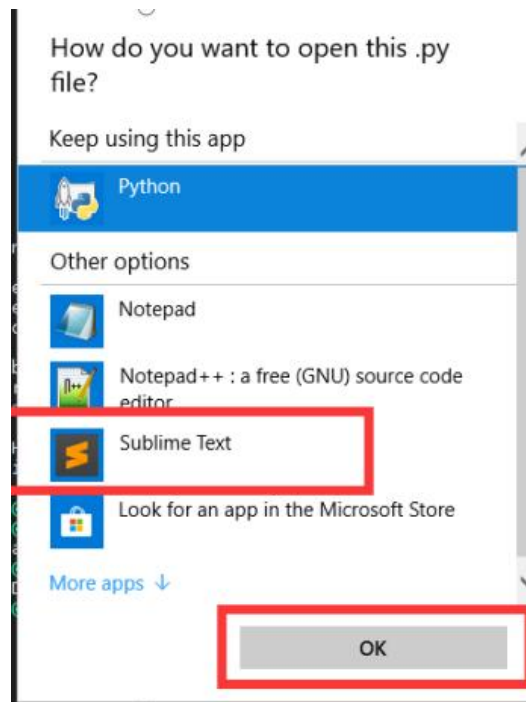 How do you want to open this .py
file?
Keep using this app
Python
Other options
Notepad
Notepad++ : a free (GNU) source code
editor
Sublime Text
Look for an app in the Microsoft Store
More apps ↓
OK